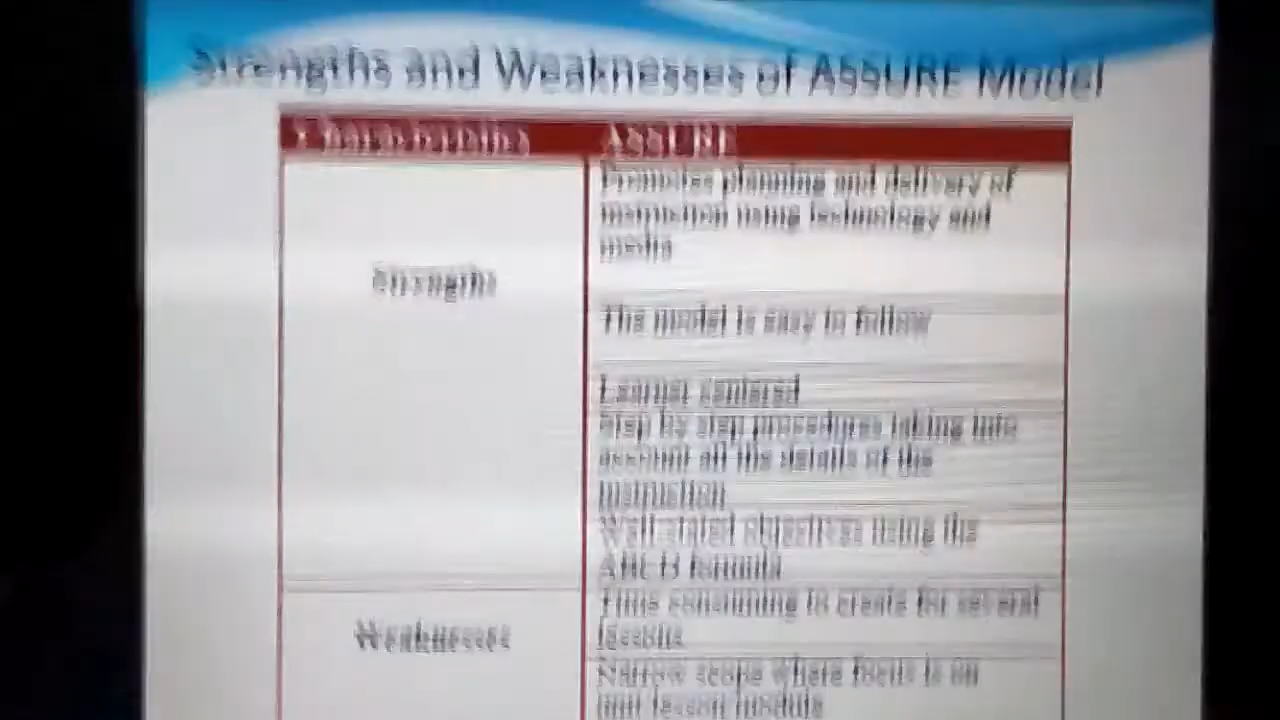 Strengths and Weaknesses of ASSURE Model
Characteristics ASSURE
Promotes planning and delivery of
instruction using technology and
media
Strengths
The model is easy to follow
Learner centered
Step by step procedures taking into
account all the details of the
instruction
Well stated objectives using the
ABCD formula
Time consuming to create for several
lessons
Weaknesses
Narrow scope where focus is on
unit lesson module